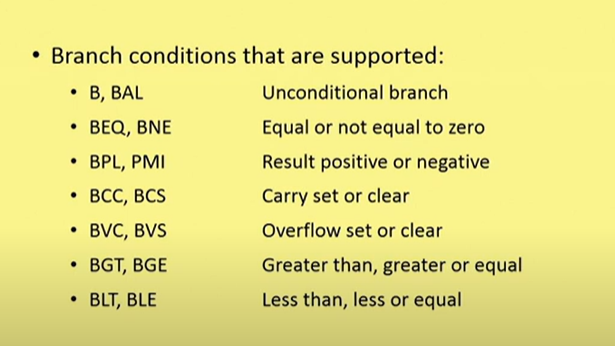 • Branch conditions that are supported:
• B, BAL Unconditional branch
• BEQ, BNE Equal or not equal to zero
• BPL, PMI Result positive or negative
• BCC, BCS Carry set or clear
• BVC, BVS Overflow set or clear
• BGT, BGE Greater than, greater or equal
• BLT, BLE Less than, less or equal